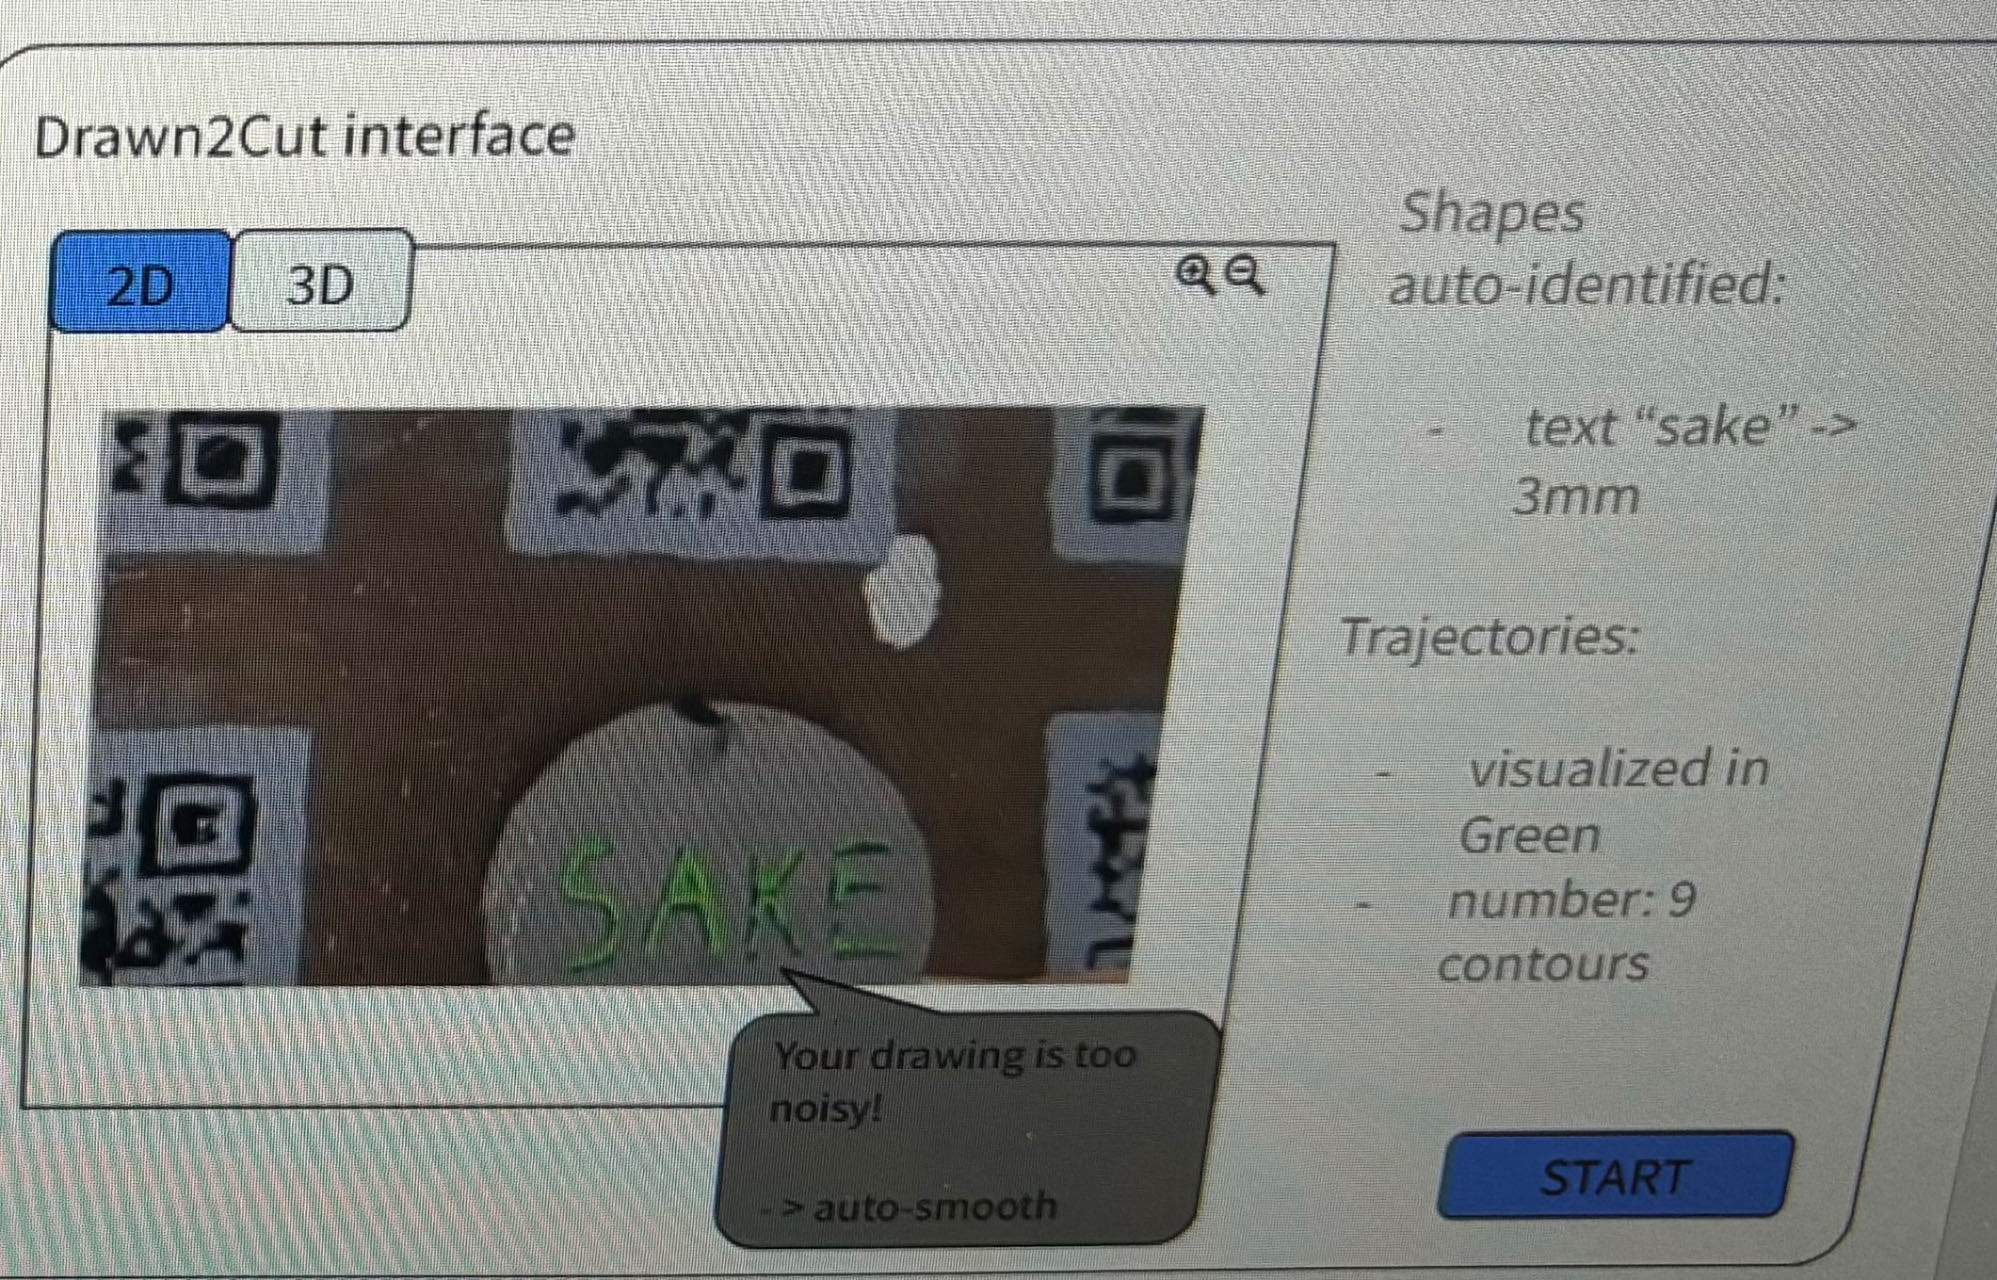 Drawn2Cut interface
2D
3D
Shapes
auto-identified:
- text “sake” ->
3mm
Trajectories:
- visualized in
Green
- number: 9
contours
SAKE
Your drawing is too
noisy!
- > auto-smooth
START